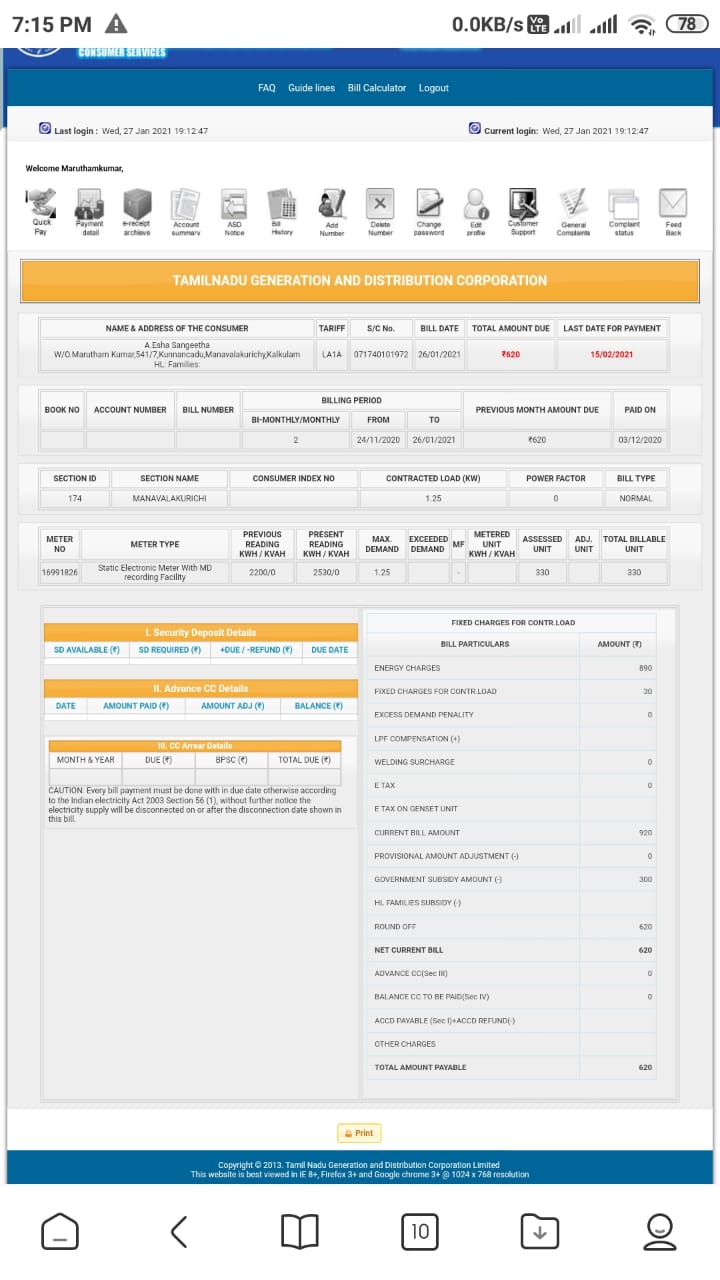 7:15 PM
0.0KB/s Vo LTE 78
CONSUMER SERVICES
FAQ Guide lines Bill Calculator Logout
Last login : Wed, 27 Jan 2021 19:12:47
Current login: Wed, 27 Jan 2021 19:12:47
Welcome Maruthamkumar,
Quick Pay
Payment detail
e-receipt archieve
Account summary
ASD Notice
Bill History
Add Number
Delete Number
Change password
Edit profile
Customer Support
General Complaints
Complaint status
Feed Back
TAMILNADU GENERATION AND DISTRIBUTION CORPORATION
NAME & ADDRESS OF THE CONSUMER TARIFF S/C No. BILL DATE TOTAL AMOUNT DUE LAST DATE FOR PAYMENT
A.Esha Sangeetha
W/O.Marutham Kumar,541/7,Kunnancadu,Manavalakurichy,Kalkulam
HL: Families:
LA1A 071740101972 26/01/2021 ₹620 15/02/2021
BOOK NO ACCOUNT NUMBER BILL NUMBER BILLING PERIOD PREVIOUS MONTH AMOUNT DUE PAID ON
BI-MONTHLY/MONTHLY FROM TO
2 24/11/2020 26/01/2021 ₹620 03/12/2020
SECTION ID SECTION NAME CONSUMER INDEX NO CONTRACTED LOAD (KW) POWER FACTOR BILL TYPE
174 MANAVALAKURICHI 1.25 0 NORMAL
METER NO METER TYPE PREVIOUS READING KWH / KVAH PRESENT READING KWH / KVAH MAX. DEMAND EXCEEDED DEMAND MF METERED UNIT KWH / KVAH ASSESSED UNIT ADJ. UNIT TOTAL BILLABLE UNIT
16991826 Static Electronic Meter With MD recording Facility 2200/0 2530/0 1.25 - 330 330
I. Security Deposit Details
SD AVAILABLE (₹) SD REQUIRED (₹) +DUE / -REFUND (₹) DUE DATE
II. Advance CC Details
DATE AMOUNT PAID (₹) AMOUNT ADJ (₹) BALANCE (₹)
III. CC Arrear Details
MONTH & YEAR DUE (₹) BPSC (₹) TOTAL DUE (₹)
CAUTION: Every bill payment must be done with in due date otherwise according
to the Indian electricity Act 2003 Section 56 (1), without further notice the
electricity supply will be disconnected on or after the disconnection date shown in
this bill.
FIXED CHARGES FOR CONTR.LOAD
BILL PARTICULARS AMOUNT (₹)
ENERGY CHARGES 890
FIXED CHARGES FOR CONTR.LOAD 30
EXCESS DEMAND PENALITY 0
LPF COMPENSATION (+)
WELDING SURCHARGE 0
E TAX 0
E TAX ON GENSET UNIT
CURRENT BILL AMOUNT 920
PROVISIONAL AMOUNT ADJUSTMENT (-) 0
GOVERNMENT SUBSIDY AMOUNT (-) 300
HL FAMILIES SUBSIDY (-)
ROUND OFF 620
NET CURRENT BILL 620
ADVANCE CC(Sec III) 0
BALANCE CC TO BE PAID(Sec IV) 0
ACCD PAYABLE (Sec I)+ACCD REFUND(-)
OTHER CHARGES
TOTAL AMOUNT PAYABLE 620
Print
Copyright © 2013. Tamil Nadu Generation and Distribution Corporation Limited
This website is best viewed in IE 8+, Firefox 3+ and Google chrome 3+ @ 1024 x 768 resolution
10